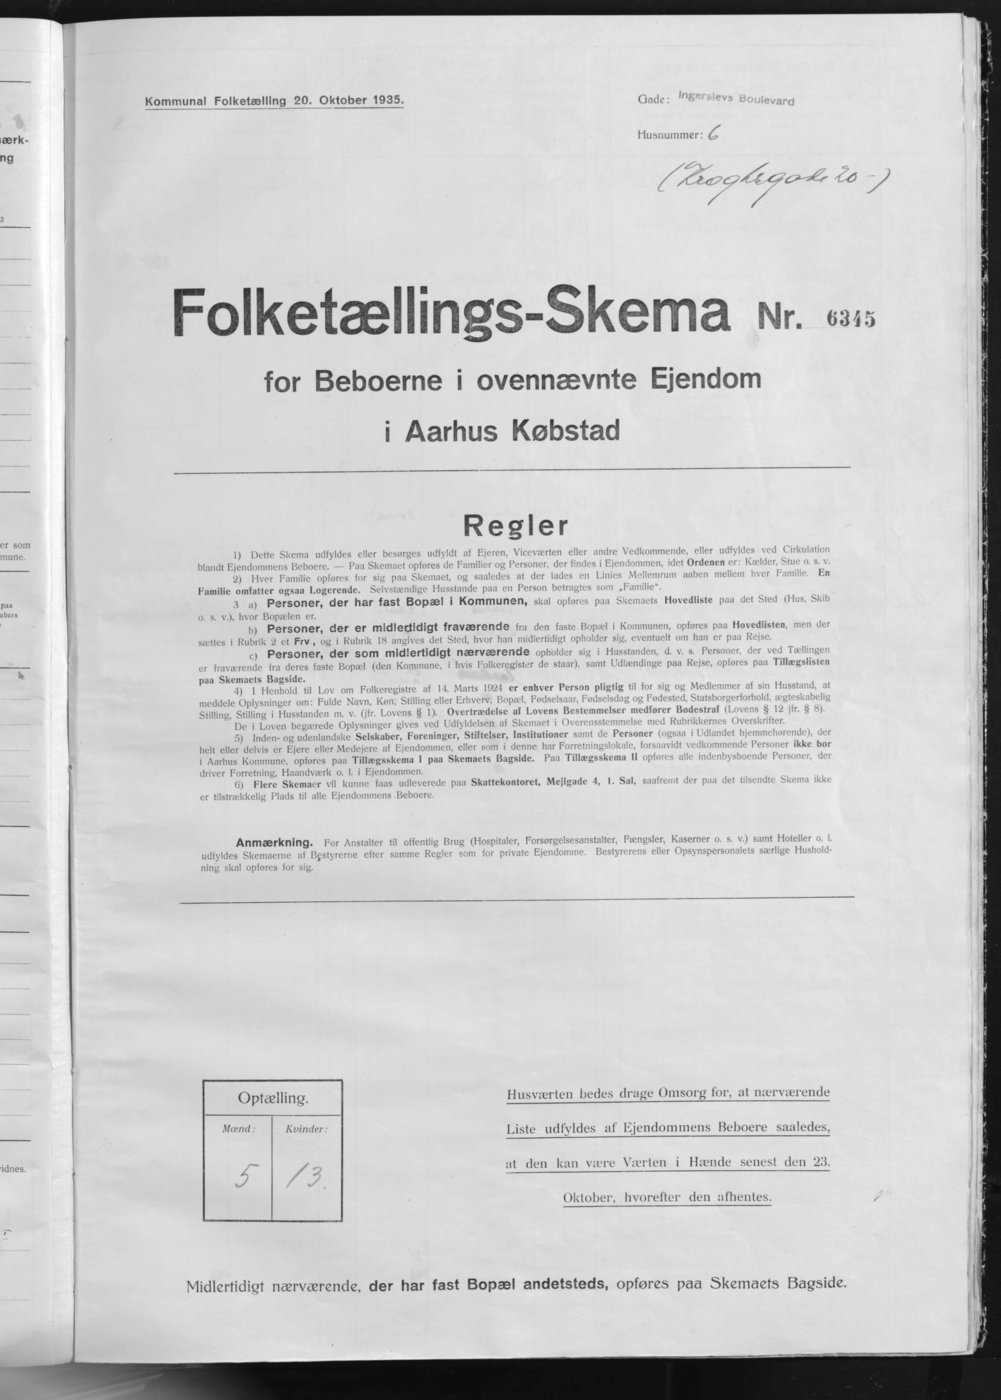 Kommunal Folketælling 20. Oktober 1935.
Gade: Ingerslevs Boulevard
Husnummer: 6
(Kroghsgade 20-)
Folketællings-Skema Nr. 6345
for Beboerne i ovennævnte Ejendom
i Aarhus Købstad
Regler
1) Dette Skema udfyldes eller besørges udfyldt af Ejeren, Viceværten eller andre Vedkommende, eller udfyldes ved Cirkulation
blandt Ejendommens Beboere. — Paa Skemaet opføres de Familier og Personer, der findes i Ejendommen, idet Ordenen er: Kælder, Stue o. s. v.
2) Hver Familie opføres for sig paa Skemaet, og saaledes at der lades en Linies Mellemrum aaben mellem hver Familie. En
Familie omfatter ogsaa Logerende. Selvstændige Husstande paa en Person betragtes som „Familie“.
3 a) Personer, der har fast Bopæl i Kommunen, skal opføres paa Skemaets Hovedliste paa det Sted (Hus, Skib
o. s. v.), hvor Bopælen er.
b) Personer, der er midlertidigt fraværende fra den faste Bopæl i Kommunen, opføres paa Hovedlisten, men der
sættes i Rubrik 2 et Frv., og i Rubrik 18 angives det Sted, hvor han midlertidigt opholder sig, eventuelt om han er paa Rejse.
c) Personer, der som midlertidigt nærværende opholder sig i Husstanden, d. v. s. Personer, der ved Tællingen
er fraværende fra deres faste Bopæl (den Kommune, i hvis Folkeregister de staar), samt Udlændinge paa Rejse, opføres paa Tillægslisten
paa Skemaets Bagside.
4) I Henhold til Lov om Folkeregistre af 14. Marts 1924 er enhver Person pligtig til for sig og Medlemmer af sin Husstand, at
meddele Oplysninger om: Fulde Navn, Køn, Stilling eller Erhverv, Bopæl, Fødselsaar, Fødselsdag og Fødested, Statsborgerforhold, ægteskabelig
Stilling, Stilling i Husstanden m. v. (jfr. Lovens § 1). Overtrædelse af Lovens Bestemmelser medfører Bødestraf (Lovens § 12 jfr. § 8).
De i Loven begærede Oplysninger gives ved Udfyldelsen af Skemaet i Overensstemmelse med Rubrikkernes Overskrifter.
5) Inden- og udenlandske Selskaber, Foreninger, Stiftelser, Institutioner samt de Personer (ogsaa i Udlandet hjemmehørende), der
helt eller delvis er Ejere eller Medejere af Ejendommen, eller som i denne har Forretningslokale, forsaavidt vedkommende Personer ikke bor
i Aarhus Kommune, opføres paa Tillægsskema I paa Skemaets Bagside. Paa Tillægsskema II opføres alle indenbysboende Personer, der
driver Forretning, Haandværk o. l. i Ejendommen.
6) Flere Skemaer vil kunne faas udleverede paa Skattekontoret, Mejlgade 4, 1. Sal, saafremt der paa det tilsendte Skema ikke
er tilstrækkelig Plads til alle Ejendommens Beboere.
Anmærkning. For Anstalter til offentlig Brug (Hospitaler, Forsørgelsesanstalter, Fængsler, Kaserner o. s. v.) samt Hoteller o. l.
udfyldes Skemaerne af Bestyrerne efter samme Regler som for private Ejendomme. Bestyrerens eller Opsynspersonalets særlige Hushold-
ning skal opføres for sig.
Optælling.
Mænd: Kvinder:
5 13.
Husværten bedes drage Omsorg for, at nærværende
Liste udfyldes af Ejendommens Beboere saaledes,
at den kan være Værten i Hænde senest den 23.
Oktober, hvorefter den afhentes.
Midlertidigt nærværende, der har fast Bopæl andetsteds, opføres paa Skemaets Bagside.